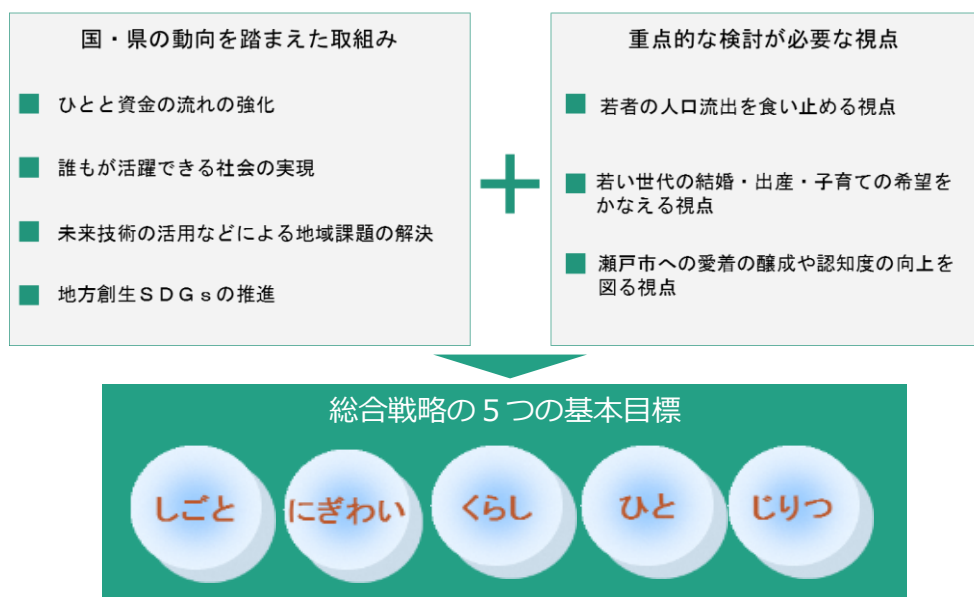 国・県の動向を踏まえた取組み
ひとと資金の流れの強化
誰もが活躍できる社会の実現
未来技術の活用などによる地域課題の解決
地方創生ＳＤＧｓの推進
＋
重点的な検討が必要な視点
若者の人口流出を食い止める視点
若い世代の結婚・出産・子育ての希望を
かなえる視点
瀬戸市への愛着の醸成や認知度の向上を
図る視点
総合戦略の５つの基本目標
しごと
にぎわい
くらし
ひと
じりつ